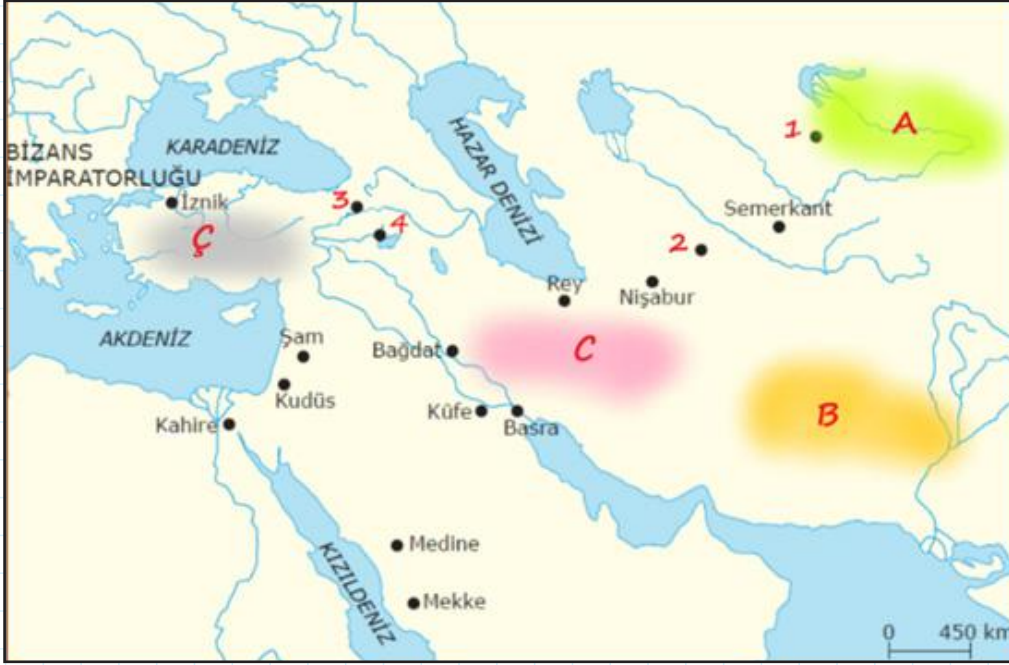 A
1
KARADENİZ
HAZAR DENİZİ
BİZANS
İMPARATORLUĞU
İznik
3
Semerkant
4
Ç
2
Rey
Nişabur
AKDENİZ
Şam
Bağdat
C
Kudüs
B
Kahire
Kûfe
Basra
Medine
KIZILDENİZ
Mekke
0 450 km